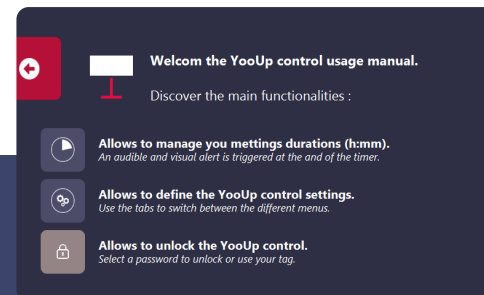 Welcom the YooUp control usage manual.
Discover the main functionalities :
Allows to manage you mettings durations (h:mm).
An audible and visual alert is triggered at the and of the timer.
Allows to define the YooUp control settings.
Use the tabs to switch between the different menus.
Allows to unlock the YooUp control.
Select a password to unlock or use your tag.